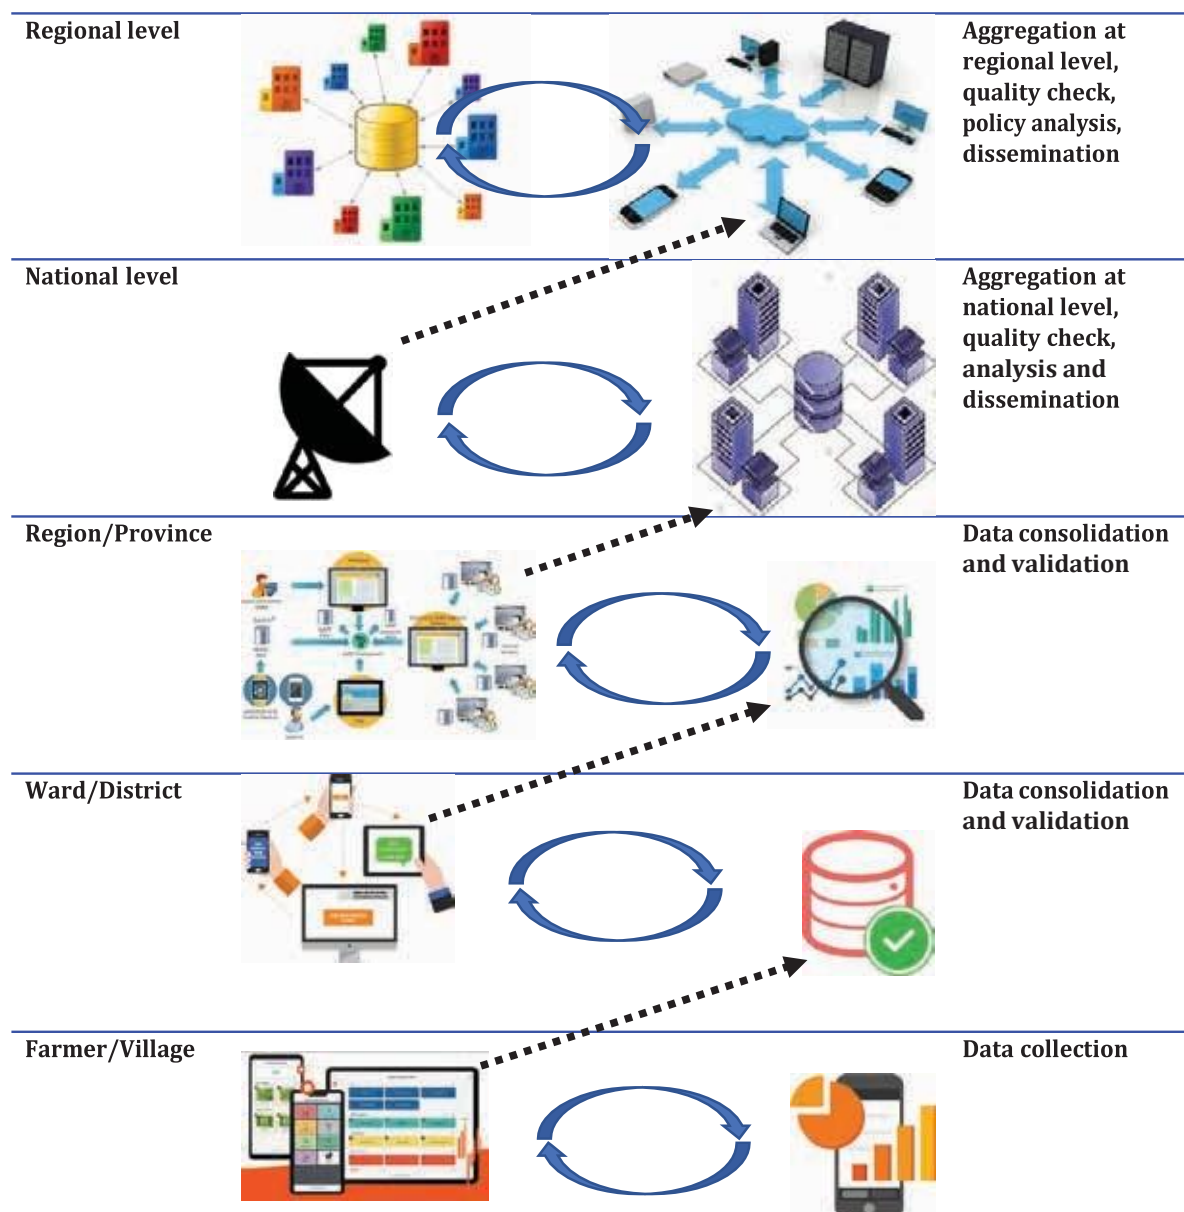 Regional level
Aggregation at
regional level,
quality check,
policy analysis,
dissemination
National level
Aggregation at
national level,
quality check,
analysis and
dissemination
Region/Province
Data consolidation
and validation
Ward/District
Data consolidation
and validation
Farmer/Village
Data collection